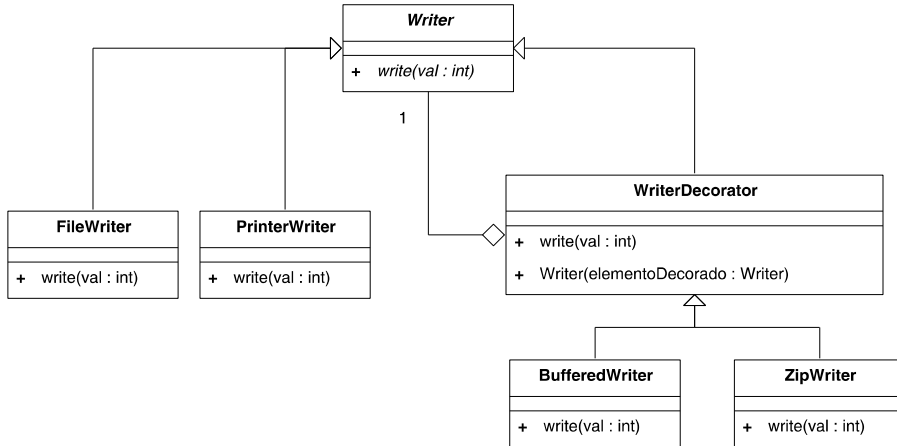 Writer
+ write(val : int)
1
WriterDecorator
+ write(val : int)
+ Writer(elementoDecorado : Writer)
FileWriter
+ write(val : int)
PrinterWriter
+ write(val : int)
BufferedWriter
+ write(val : int)
ZipWriter
+ write(val : int)